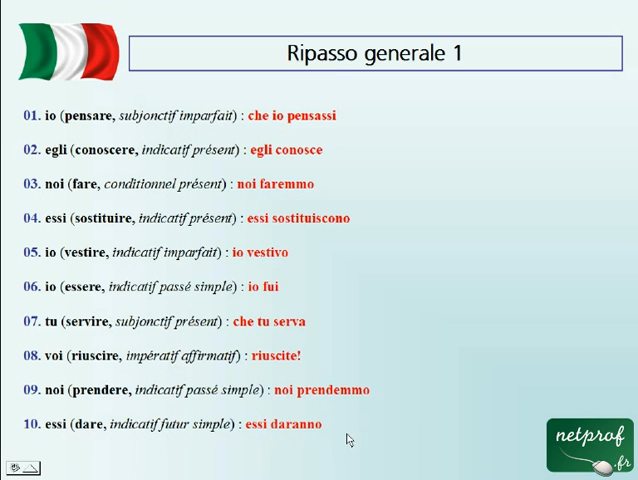 Ripasso generale 1
01. io (pensare, subjonctif imparfait) : che io pensassi
02. egli (conoscere, indicatif présent) : egli conosce
03. noi (fare, conditionnel présent) : noi faremmo
04. essi (sostituire, indicatif présent) : essi sostituiscono
05. io (vestire, indicatif imparfait) : io vestivo
06. io (essere, indicatif passé simple) : io fui
07. tu (servire, subjonctif présent) : che tu serva
08. voi (riuscire, impératif affirmatif) : riuscite!
09. noi (prendere, indicatif passé simple) : noi prendemmo
10. essi (dare, indicatif futur simple) : essi daranno
netprof
.fr